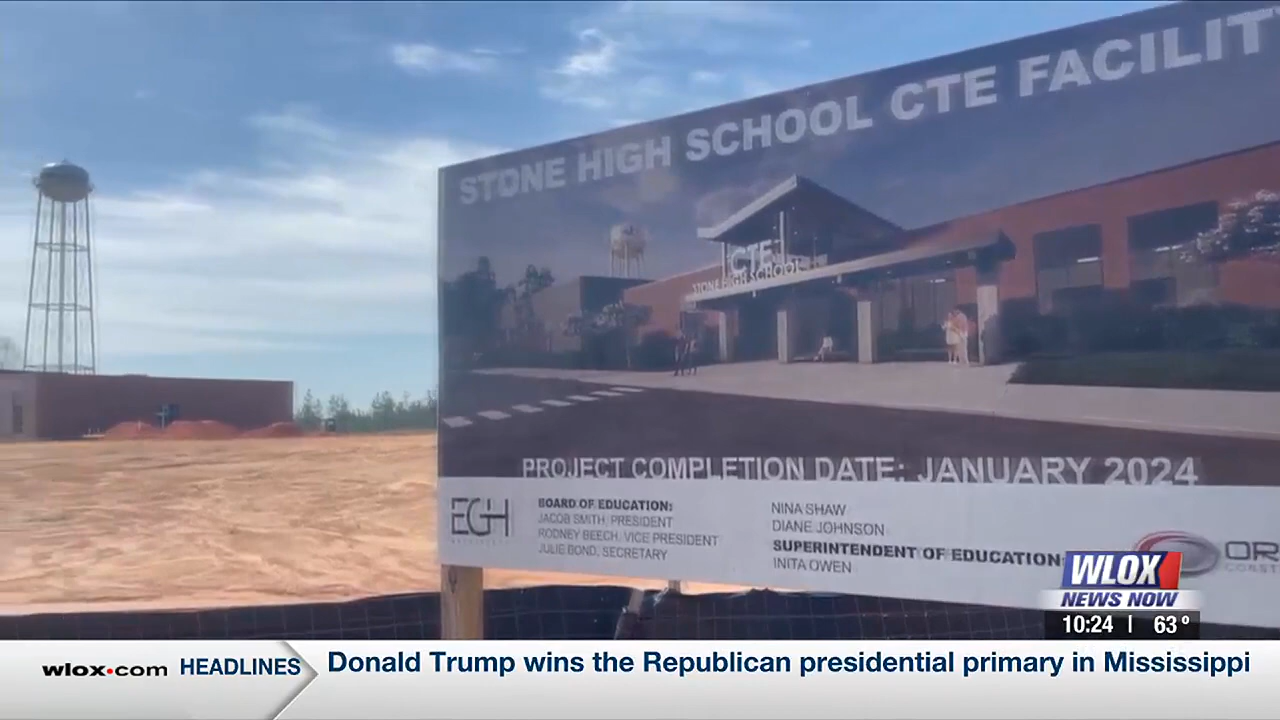 STONE HIGH SCHOOL CTE FACILIT
CTE
STONE HIGH SCHOOL
PROJECT COMPLETION DATE: JANUARY 2024
EGH
BOARD OF EDUCATION:
JACOB SMITH, PRESIDENT
RODNEY BEECH, VICE PRESIDENT
JULIE BOND, SECRETARY
NINA SHAW
DIANE JOHNSON
SUPERINTENDENT OF EDUCATION:
INITA OWEN
OR
CONST
WLOX
NEWS NOW
10:24 | 63°
wlox.com HEADLINES
Donald Trump wins the Republican presidential primary in Mississippi